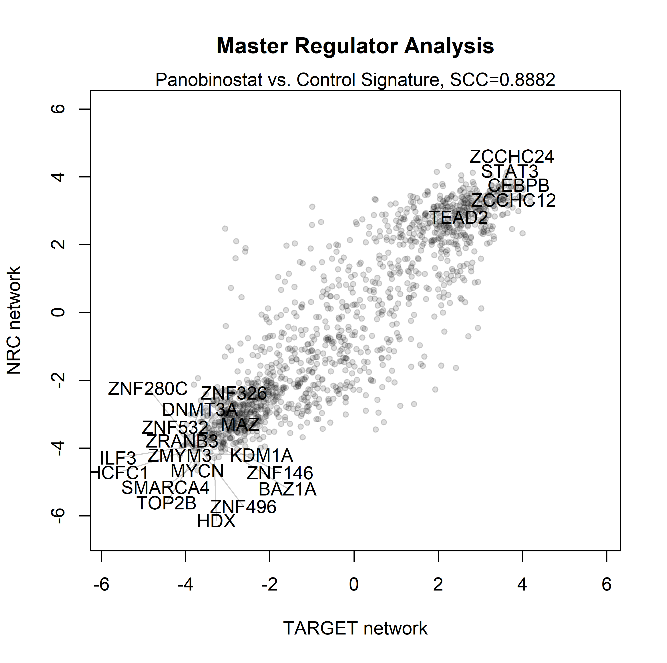 Master Regulator Analysis
Panobinostat vs. Control Signature, SCC=0.8882
6
4
2
0
-2
-4
-6
NRC network
ZCCHC24
STAT3
CEBPB
ZCCHC12
TEAD2
ZNF280C
ZNF326
DNMT3A
MAZ
ZNF532
ZRANB3
ILF3
ZMYM3
KDM1A
HCFC1
MYCN
ZNF146
SMARCA4
BAZ1A
TOP2B
ZNF496
HDX
-6 -4 -2 0 2 4 6
TARGET network